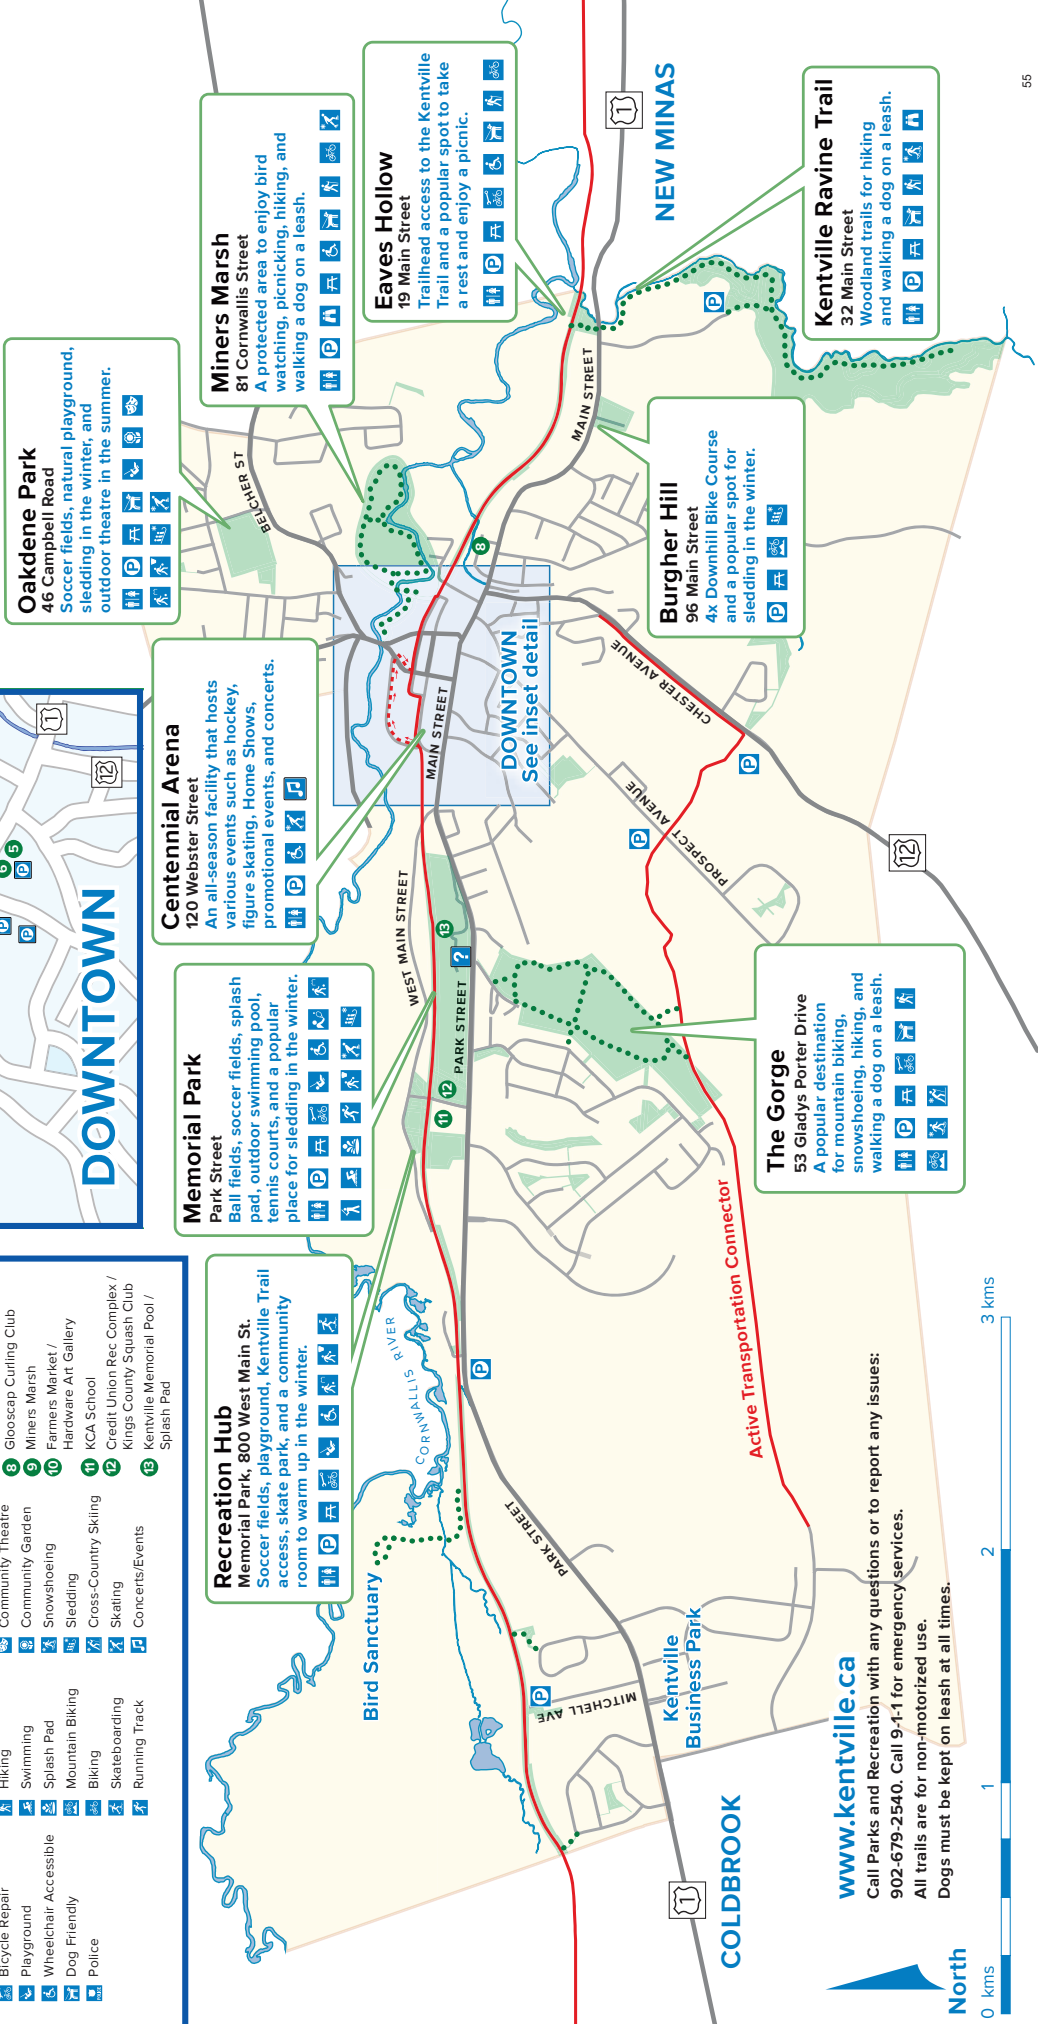 Bicycle Repair
Playground
Wheelchair Accessible
Dog Friendly
Police
Hiking
Swimming
Splash Pad
Mountain Biking
Biking
Skateboarding
Running Track
Community Theatre
Community Garden
Snowshoeing
Sledding
Cross-Country Skiing
Skating
Concerts/Events
8 Glooscap Curling Club
9 Miners Marsh
10 Farmers Market /
Hardware Art Gallery
11 KCA School
12 Credit Union Rec Complex /
Kings County Squash Club
13 Kentville Memorial Pool /
Splash Pad
DOWNTOWN
6
5
P
P
P
12
1
Oakdene Park
46 Campbell Road
Soccer fields, natural playground,
sledding in the winter, and
outdoor theatre in the summer.
P
Miners Marsh
81 Cornwallis Street
A protected area to enjoy bird
watching, picnicking, hiking, and
walking a dog on a leash.
P
Eaves Hollow
19 Main Street
Trailhead access to the Kentville
Trail and a popular spot to take
a rest and enjoy a picnic.
P
Centennial Arena
120 Webster Street
An all-season facility that hosts
various events such as hockey,
figure skating, Home Shows,
promotional events, and concerts.
P
Memorial Park
Park Street
Ball fields, soccer fields, splash
pad, outdoor swimming pool,
tennis courts, and a popular
place for sledding in the winter.
P
Recreation Hub
Memorial Park, 800 West Main St.
Soccer fields, playground, Kentville Trail
access, skate park, and a community
room to warm up in the winter.
P
Burgher Hill
96 Main Street
4x Downhill Bike Course
and a popular spot for
sledding in the winter.
P
Kentville Ravine Trail
32 Main Street
Woodland trails for hiking
and walking a dog on a leash.
P
The Gorge
53 Gladys Porter Drive
A popular destination
for mountain biking,
snowshoeing, hiking, and
walking a dog on a leash.
P
BELCHER ST
MAIN STREET
MAIN STREET
DOWNTOWN
See inset detail
CHESTER AVENUE
PROSPECT AVENUE
WEST MAIN STREET
PARK STREET
PARK STREET
MITCHELL AVE
CORNWALLIS RIVER
Bird Sanctuary
Kentville
Business Park
Active Transportation Connector
NEW MINAS
COLDBROOK
8
11
12
13
?
P
P
P
P
P
1
12
1
www.kentville.ca
Call Parks and Recreation with any questions or to report any issues:
902-679-2540. Call 9-1-1 for emergency services.
All trails are for non-motorized use.
Dogs must be kept on leash at all times.
North
0 kms
1
2
3 kms
55